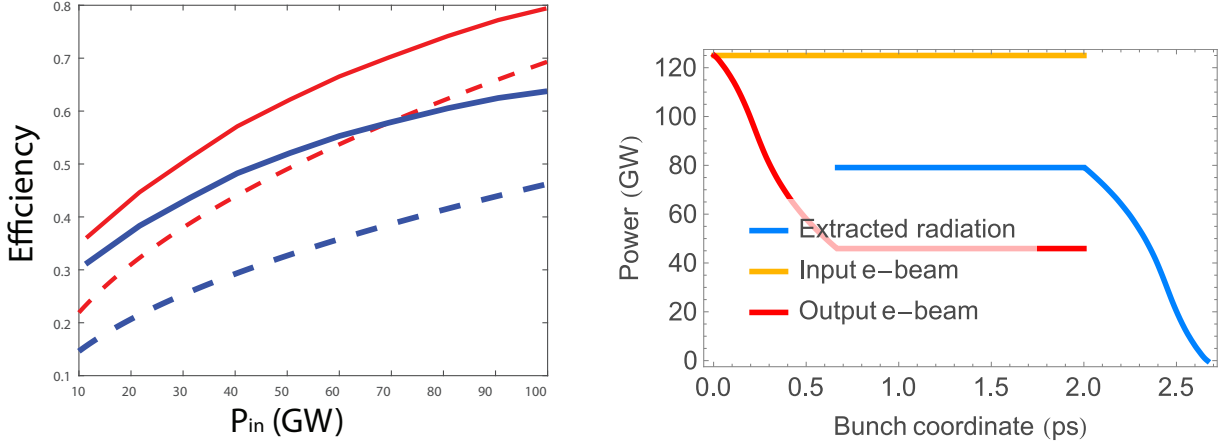 0.8
0.7
0.6
0.5
0.4
0.3
0.2
0.1
Efficiency
10 20 30 40 50 60 70 80 90 100
P_in (GW)
120
100
80
60
40
20
0
Power (GW)
Extracted radiation
Input e-beam
Output e-beam
0.0 0.5 1.0 1.5 2.0 2.5
Bunch coordinate (ps)